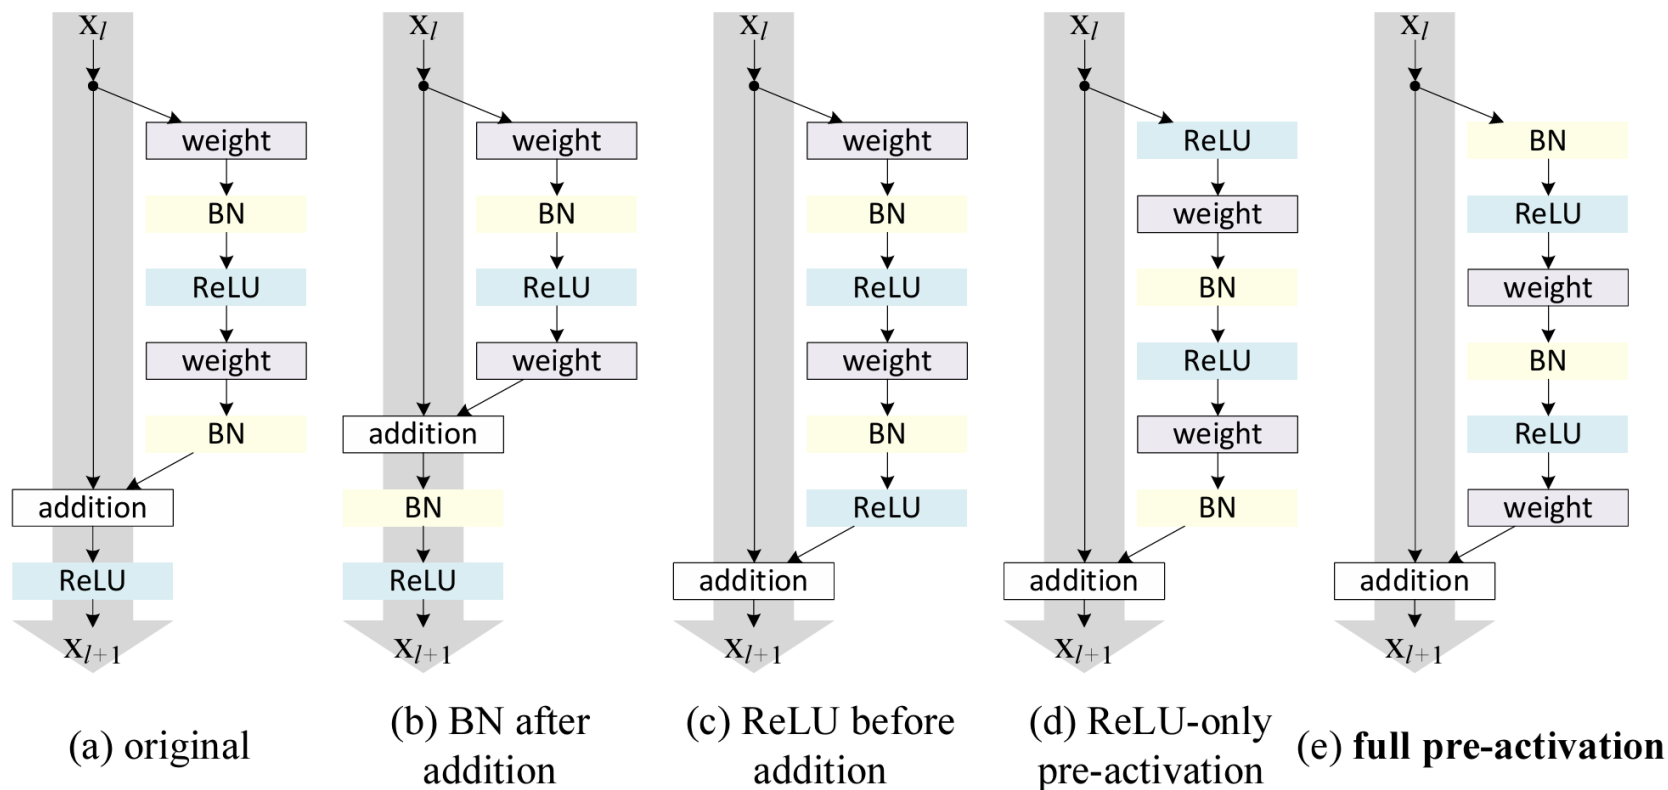 x_l
weight
BN
ReLU
weight
BN
addition
ReLU
x_{l+1}
(a) original
x_l
weight
BN
ReLU
weight
addition
BN
ReLU
x_{l+1}
(b) BN after
addition
x_l
weight
BN
ReLU
weight
BN
ReLU
addition
x_{l+1}
(c) ReLU before
addition
x_l
ReLU
weight
BN
ReLU
weight
BN
addition
x_{l+1}
(d) ReLU-only
pre-activation
x_l
BN
ReLU
weight
BN
ReLU
weight
addition
x_{l+1}
(e) full pre-activation